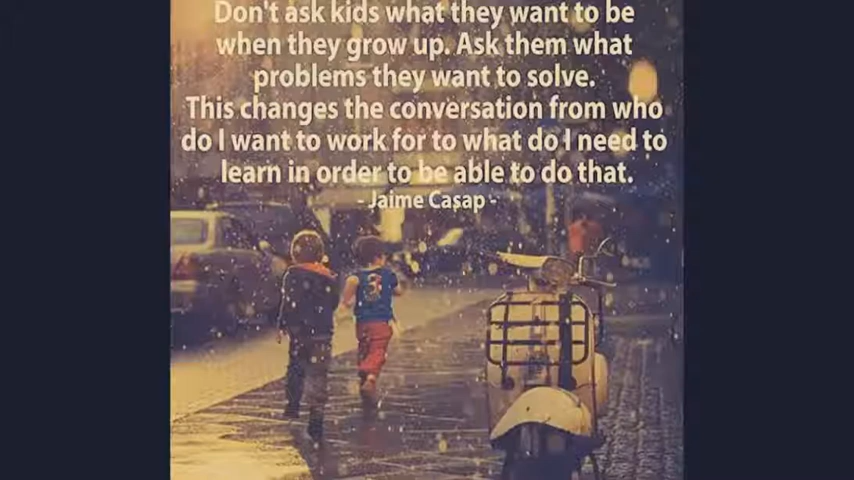 Don't ask kids what they want to be
when they grow up. Ask them what
problems they want to solve.
This changes the conversation from who
do I want to work for to what do I need to
learn in order to be able to do that.
- Jaime Casap -
3